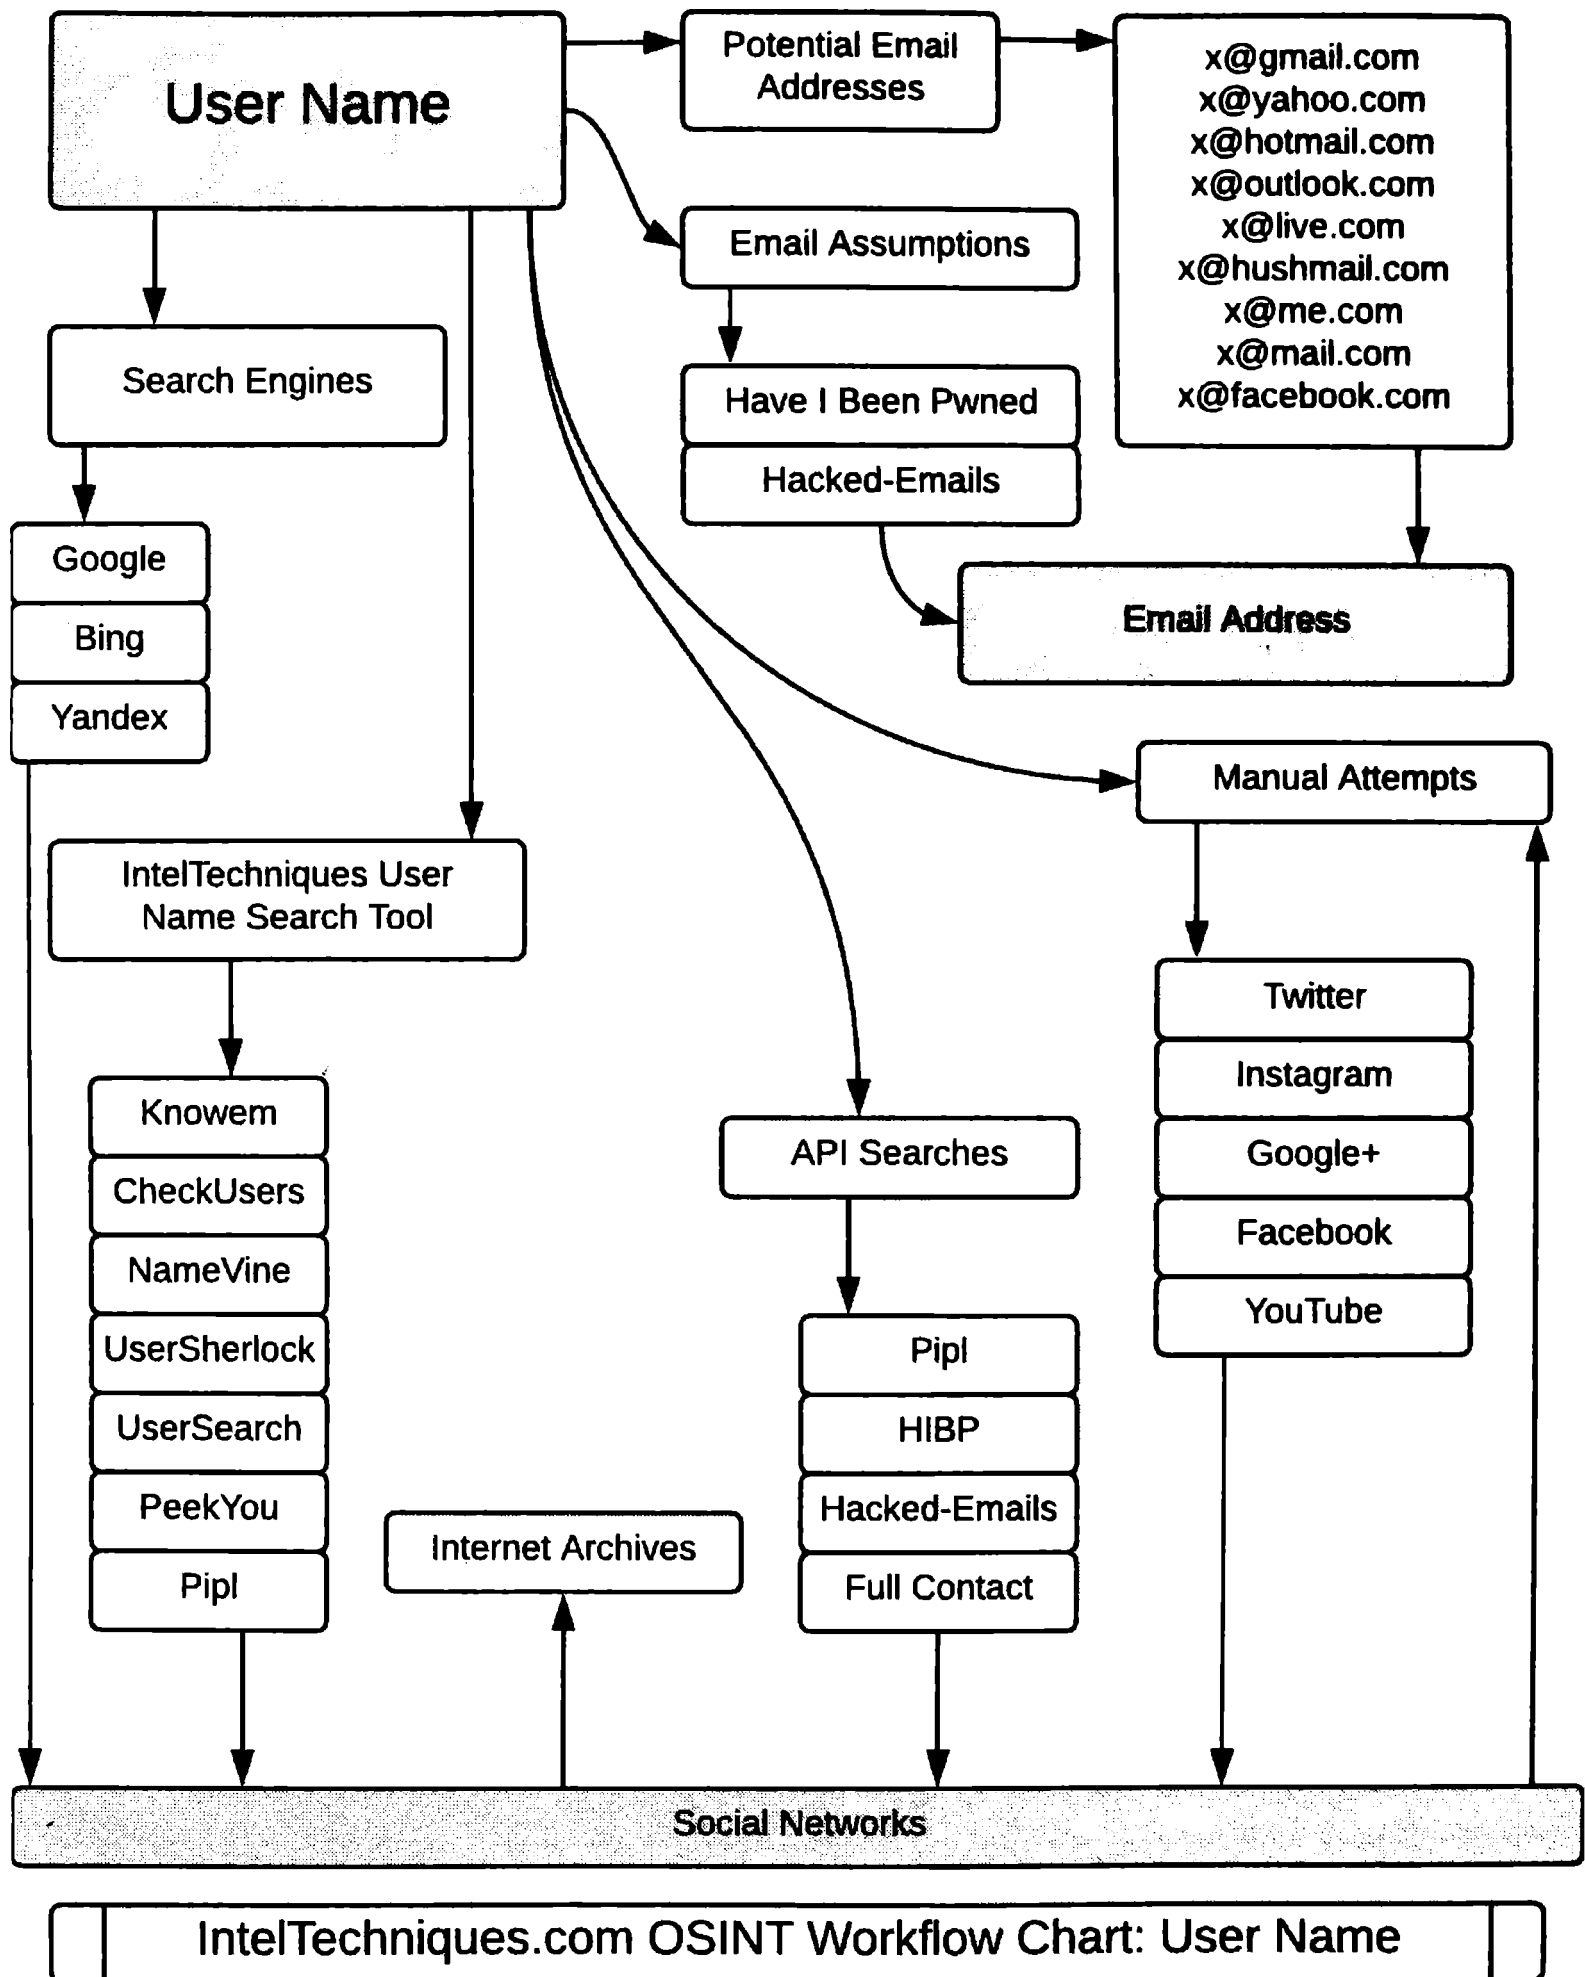 User Name
Potential Email
Addresses
x@gmail.com
x@yahoo.com
x@hotmail.com
x@outlook.com
x@live.com
x@hushmail.com
x@me.com
x@mail.com
x@facebook.com
Email Assumptions
Search Engines
Have I Been Pwned
Hacked-Emails
Google
Bing
Yandex
Email Address
Manual Attempts
IntelTechniques User
Name Search Tool
Twitter
Instagram
Google+
Facebook
YouTube
Knowem
CheckUsers
NameVine
UserSherlock
UserSearch
PeekYou
Pipl
API Searches
Pipl
HIBP
Hacked-Emails
Full Contact
Internet Archives
Social Networks
IntelTechniques.com OSINT Workflow Chart: User Name